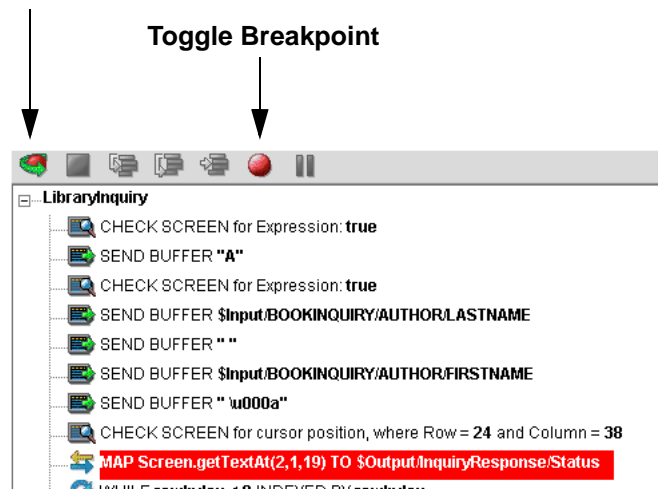 Toggle Breakpoint
LibraryInquiry
CHECK SCREEN for Expression: true
SEND BUFFER "A"
CHECK SCREEN for Expression: true
SEND BUFFER $Input/BOOKINQUIRY/AUTHOR/LASTNAME
SEND BUFFER " "
SEND BUFFER $Input/BOOKINQUIRY/AUTHOR/FIRSTNAME
SEND BUFFER " \u000a"
CHECK SCREEN for cursor position, where Row = 24 and Column = 38
MAP Screen.getTextAt(2,1,19) TO $Output/InquiryResponse/Status
INDEXED BY